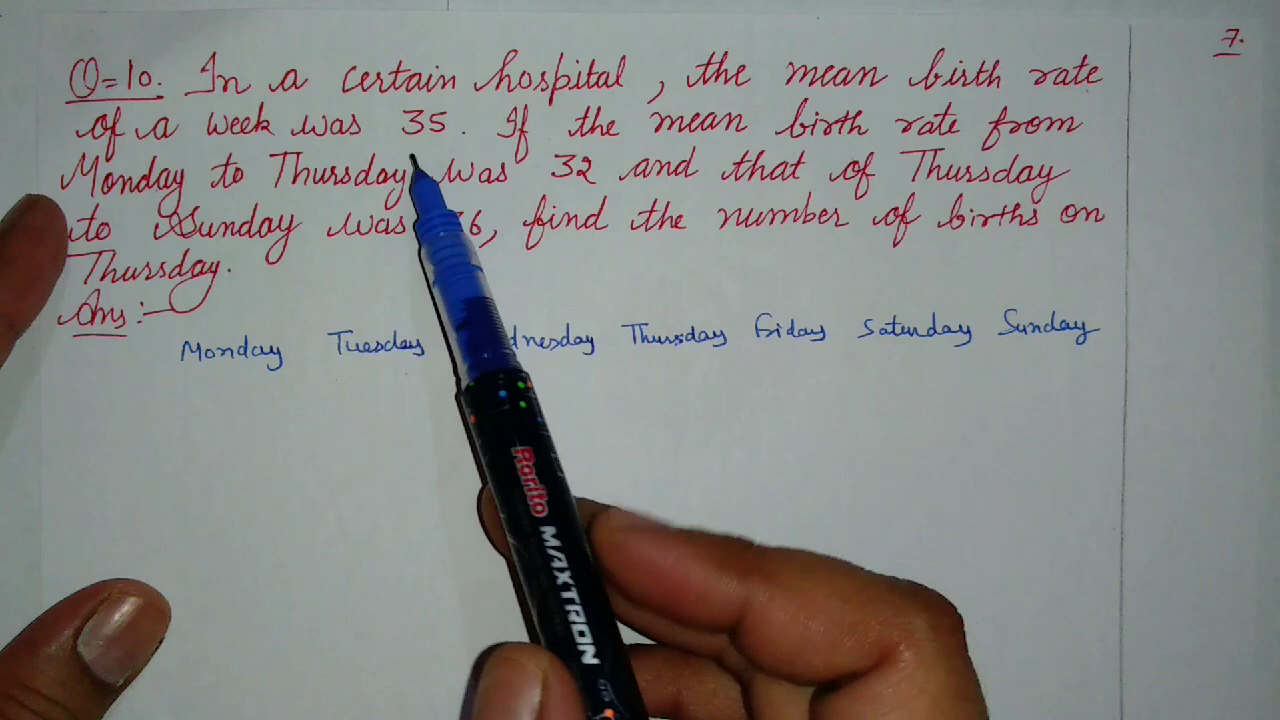 7.
Q=10. In a certain hospital, the mean birth rate
of a week was 35. If the mean birth rate from
Monday to Thursday was 32 and that of Thursday
to Sunday was 6, find the number of births on
Thursday.
Ans:-
Monday Tuesday dnesday Thursday Friday Saturday Sunday
Rorito MAXTRON